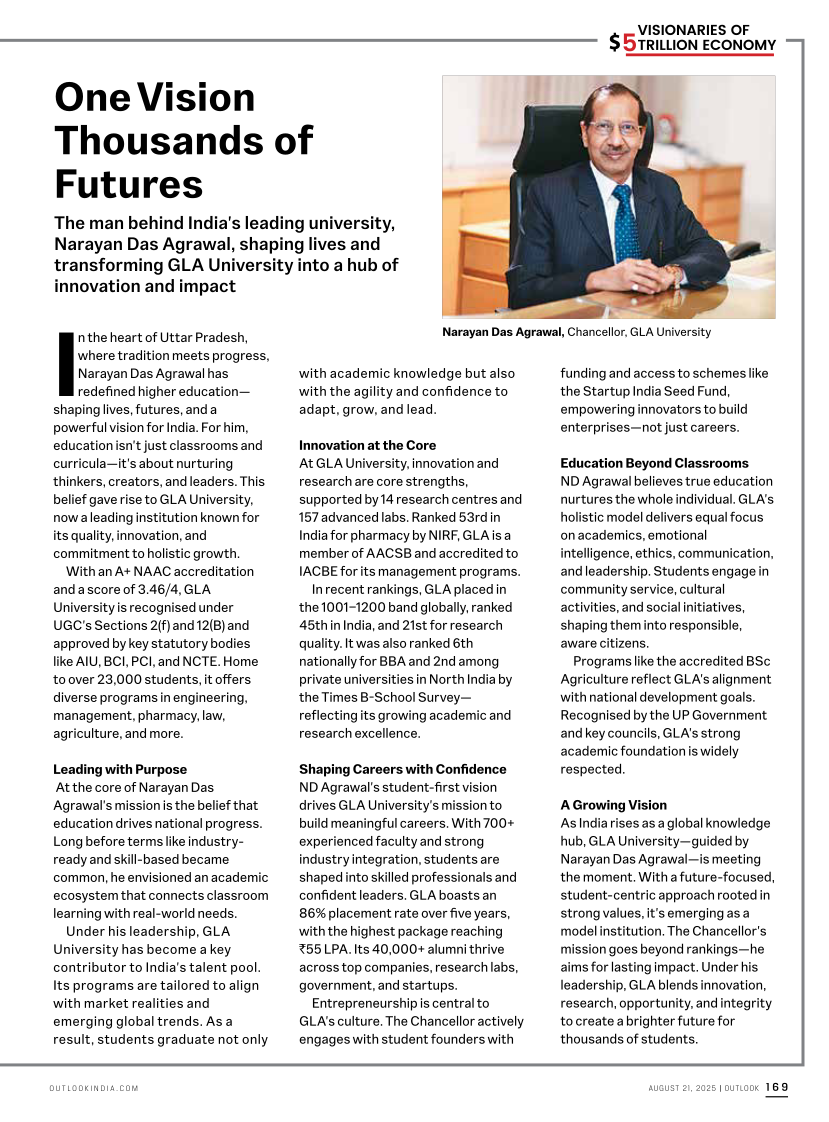 VISIONARIES OF
$5 TRILLION ECONOMY
One Vision
Thousands of
Futures
The man behind India's leading university,
Narayan Das Agrawal, shaping lives and
transforming GLA University into a hub of
innovation and impact
Narayan Das Agrawal, Chancellor, GLA University
In the heart of Uttar Pradesh,
where tradition meets progress,
Narayan Das Agrawal has
redefined higher education—
shaping lives, futures, and a
powerful vision for India. For him,
education isn't just classrooms and
curricula—it's about nurturing
thinkers, creators, and leaders. This
belief gave rise to GLA University,
now a leading institution known for
its quality, innovation, and
commitment to holistic growth.
With an A+ NAAC accreditation
and a score of 3.46/4, GLA
University is recognised under
UGC's Sections 2(f) and 12(B) and
approved by key statutory bodies
like AIU, BCI, PCI, and NCTE. Home
to over 23,000 students, it offers
diverse programs in engineering,
management, pharmacy, law,
agriculture, and more.
Leading with Purpose
At the core of Narayan Das
Agrawal's mission is the belief that
education drives national progress.
Long before terms like industry-
ready and skill-based became
common, he envisioned an academic
ecosystem that connects classroom
learning with real-world needs.
Under his leadership, GLA
University has become a key
contributor to India's talent pool.
Its programs are tailored to align
with market realities and
emerging global trends. As a
result, students graduate not only
with academic knowledge but also
with the agility and confidence to
adapt, grow, and lead.
Innovation at the Core
At GLA University, innovation and
research are core strengths,
supported by 14 research centres and
157 advanced labs. Ranked 53rd in
India for pharmacy by NIRF, GLA is a
member of AACSB and accredited to
IACBE for its management programs.
In recent rankings, GLA placed in
the 1001–1200 band globally, ranked
45th in India, and 21st for research
quality. It was also ranked 6th
nationally for BBA and 2nd among
private universities in North India by
the Times B-School Survey—
reflecting its growing academic and
research excellence.
Shaping Careers with Confidence
ND Agrawal's student-first vision
drives GLA University's mission to
build meaningful careers. With 700+
experienced faculty and strong
industry integration, students are
shaped into skilled professionals and
confident leaders. GLA boasts an
86% placement rate over five years,
with the highest package reaching
₹55 LPA. Its 40,000+ alumni thrive
across top companies, research labs,
government, and startups.
Entrepreneurship is central to
GLA's culture. The Chancellor actively
engages with student founders with
funding and access to schemes like
the Startup India Seed Fund,
empowering innovators to build
enterprises—not just careers.
Education Beyond Classrooms
ND Agrawal believes true education
nurtures the whole individual. GLA's
holistic model delivers equal focus
on academics, emotional
intelligence, ethics, communication,
and leadership. Students engage in
community service, cultural
activities, and social initiatives,
shaping them into responsible,
aware citizens.
Programs like the accredited BSc
Agriculture reflect GLA's alignment
with national development goals.
Recognised by the UP Government
and key councils, GLA's strong
academic foundation is widely
respected.
A Growing Vision
As India rises as a global knowledge
hub, GLA University—guided by
Narayan Das Agrawal—is meeting
the moment. With a future-focused,
student-centric approach rooted in
strong values, it's emerging as a
model institution. The Chancellor's
mission goes beyond rankings—he
aims for lasting impact. Under his
leadership, GLA blends innovation,
research, opportunity, and integrity
to create a brighter future for
thousands of students.
OUTLOOKINDIA.COM
AUGUST 21, 2025 | OUTLOOK 169